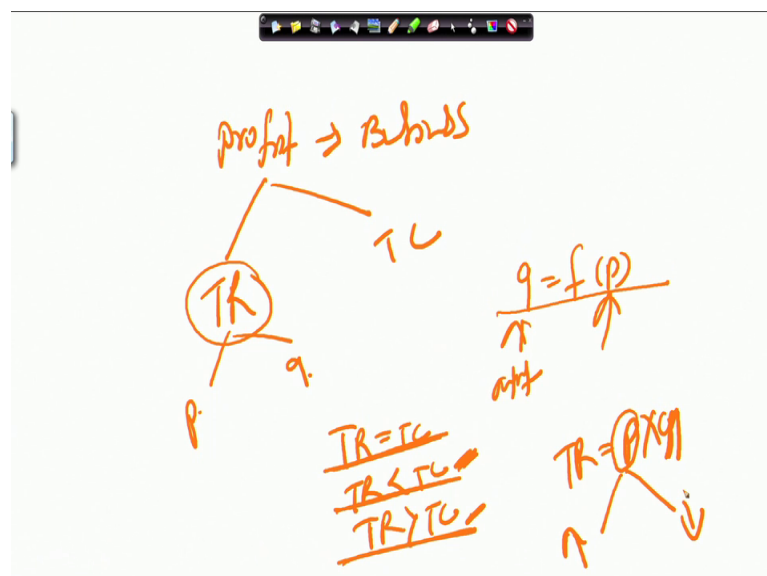 profit → Business
TC
TR
p.
q.
q = f(p)
TR = TC
TR < TC
TR > TC
TR = p x q